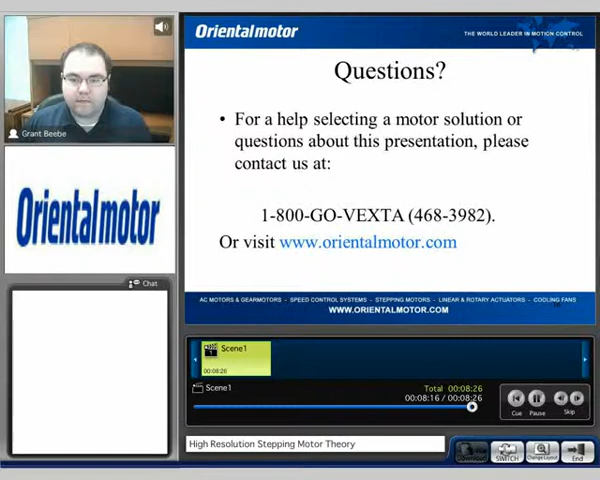 Orientalmotor
THE WORLD LEADER IN MOTION CONTROL
Grant Beebe
Questions?
• For a help selecting a motor solution or
questions about this presentation, please
contact us at:
1-800-GO-VEXTA (468-3982).
Or visit www.orientalmotor.com
Orientalmotor
AC MOTORS & GEARMOTORS - SPEED CONTROL SYSTEMS - STEPPING MOTORS - LINEAR & ROTARY ACTUATORS - COOLING FANS
WWW.ORIENTALMOTOR.COM
Chat
Scene1
00:08:26
Scene1
Total 00:08:26
00:08:16 / 00:08:26
Cue Pause Skip
High Resolution Stepping Motor Theory
Download SWITCH Change Layout End